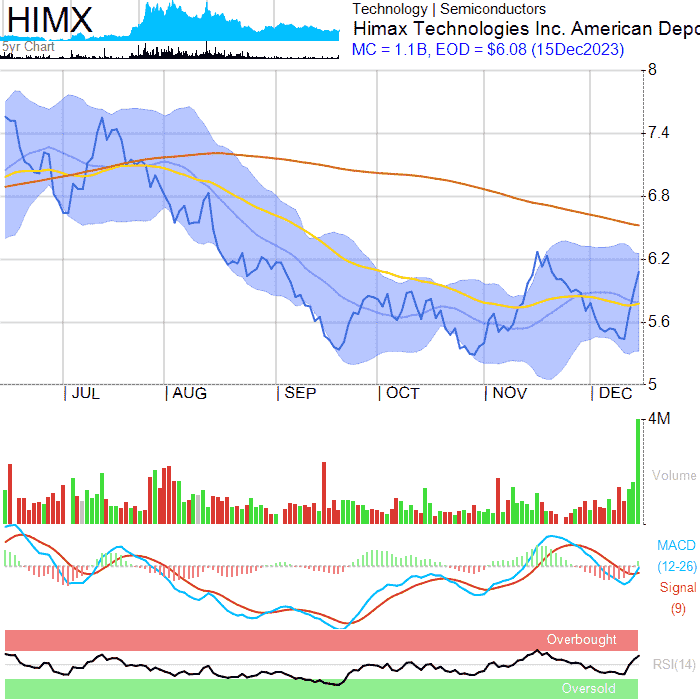 HIMX
5yr Chart
Technology | Semiconductors
Himax Technologies Inc. American Depo
MC = 1.1B, EOD = $6.08 (15Dec2023)
8
7.4
6.8
6.2
5.6
5
| JUL | AUG | SEP | OCT | NOV | DEC
4M
Volume
MACD
(12-26)
Signal
(9)
Overbought
RSI(14)
Oversold